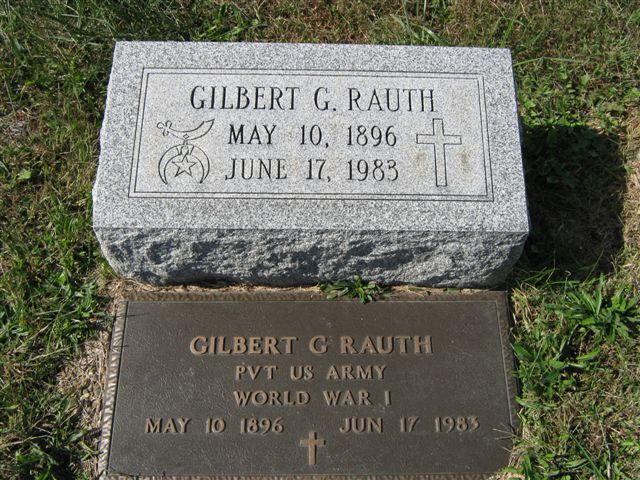 GILBERT G. RAUTH
MAY 10, 1896
JUNE 17, 1983
GILBERT G RAUTH
PVT US ARMY
WORLD WAR I
MAY 10 1896 JUN 17 1983